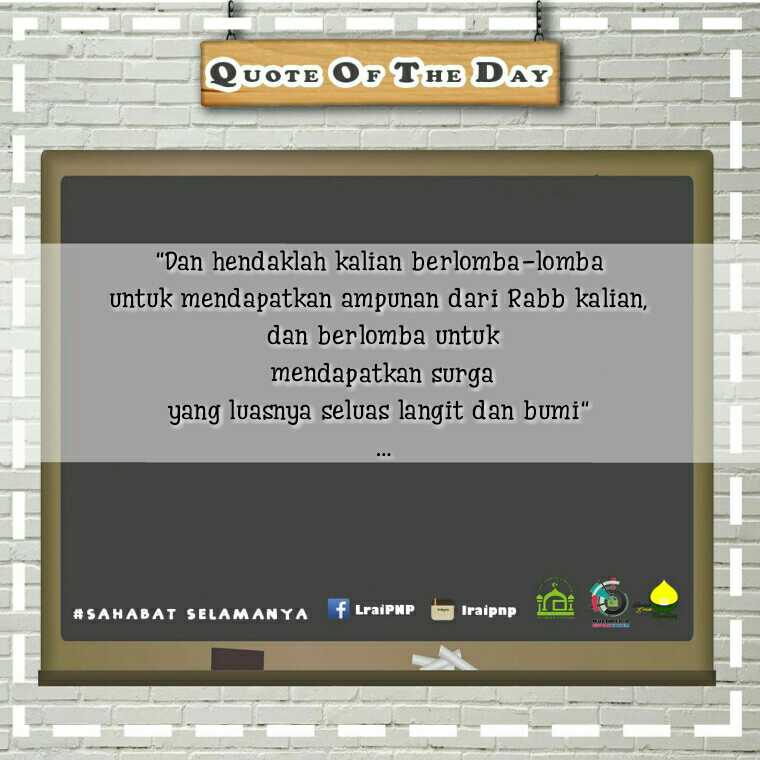 QUOTE OF THE DAY
"Dan hendaklah kalian berlomba-lomba
untuk mendapatkan ampunan dari Rabb kalian,
dan berlomba untuk
mendapatkan surga
yang luasnya seluas langit dan bumi"
...
#SAHABAT SELAMANYA
LraiPNP
lraipnp